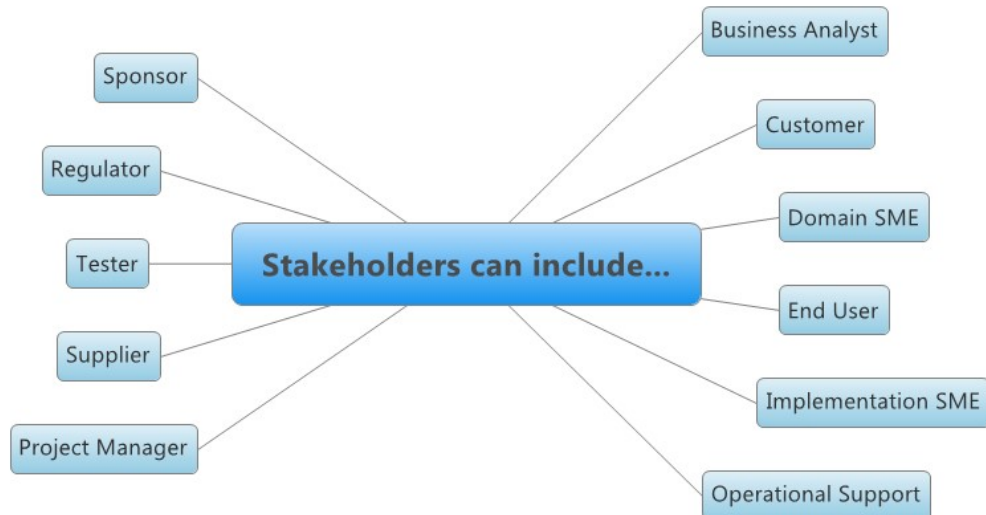 Business Analyst
Sponsor
Customer
Regulator
Domain SME
Stakeholders can include...
Tester
End User
Supplier
Implementation SME
Project Manager
Operational Support